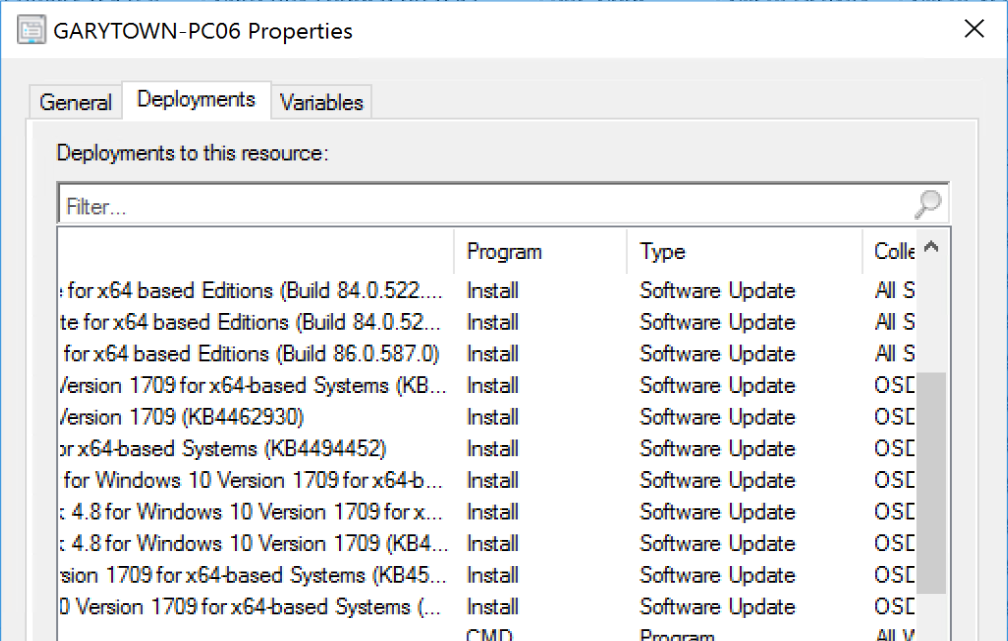 GARYTOWN-PC06 Properties
General Deployments Variables
Deployments to this resource:
Filter...
Program Type Colle
for x64 based Editions (Build 84.0.522.... Install Software Update All S
te for x64 based Editions (Build 84.0.52... Install Software Update All S
for x64 based Editions (Build 86.0.587.0) Install Software Update All S
Version 1709 for x64-based Systems (KB... Install Software Update OSD
Version 1709 (KB4462930) Install Software Update OSD
or x64-based Systems (KB4494452) Install Software Update OSD
for Windows 10 Version 1709 for x64-b... Install Software Update OSD
4.8 for Windows 10 Version 1709 for x... Install Software Update OSD
4.8 for Windows 10 Version 1709 (KB4... Install Software Update OSD
rsion 1709 for x64-based Systems (KB45... Install Software Update OSD
0 Version 1709 for x64-based Systems (... Install Software Update OSD
CMD Program All W